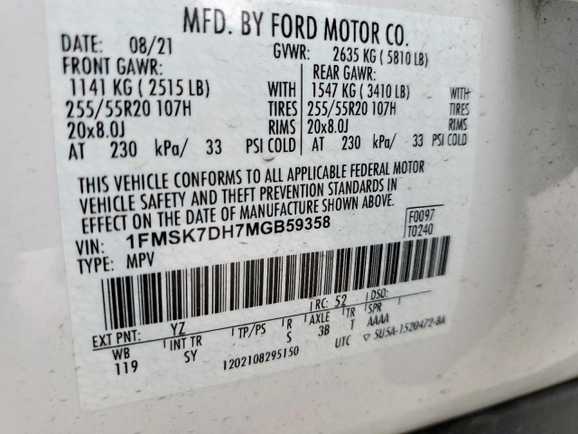 MFD. BY FORD MOTOR CO.
DATE: 08/21 GVWR: 2635 KG ( 5810 LB)
FRONT GAWR: REAR GAWR:
1141 KG ( 2515 LB) WITH 1547 KG ( 3410 LB) WITH
255/55R20 107H TIRES 255/55R20 107H TIRES
20x8.0J RIMS 20x8.0J RIMS
AT 230 kPa/ 33 PSI COLD AT 230 kPa/ 33 PSI COLD
THIS VEHICLE CONFORMS TO ALL APPLICABLE FEDERAL MOTOR
VEHICLE SAFETY AND THEFT PREVENTION STANDARDS IN
EFFECT ON THE DATE OF MANUFACTURE SHOWN ABOVE.
VIN: 1FMSK7DH7MGB59358 F0097
TYPE: MPV T0240
EXT PNT: YZ RC: 52 DSO:
WB INT TR TP/PS R AXLE TR SPR
119 SY S 3B T AAAA
1202108295150 UTC ▽ 5U5A-1520472-BA